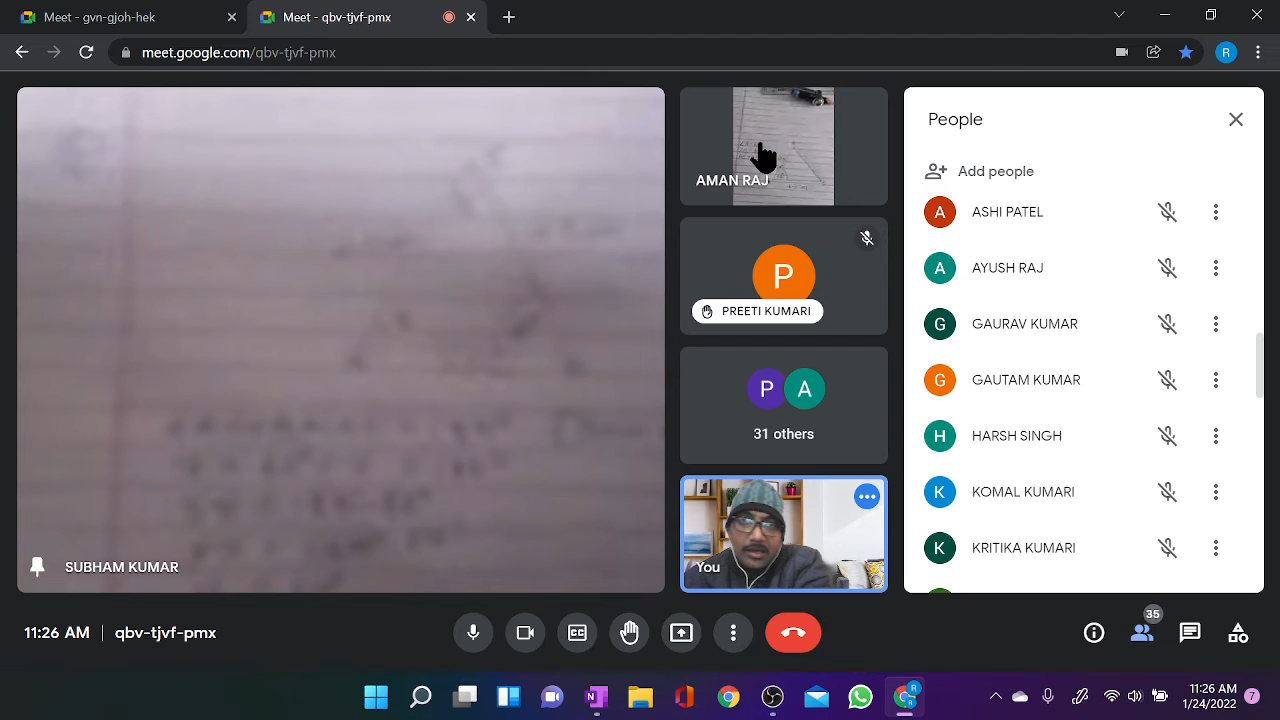 Meet - gvn-gjoh-hek
Meet - qbv-tjvf-pmx
meet.google.com/qbv-tjvf-pmx
R
SUBHAM KUMAR
AMAN RAJ
P
PREETI KUMARI
P A
31 others
You
People
Add people
A ASHI PATEL
A AYUSH RAJ
G GAURAV KUMAR
G GAUTAM KUMAR
H HARSH SINGH
K KOMAL KUMARI
K KRITIKA KUMARI
11:26 AM | qbv-tjvf-pmx
CC
35
11:26 AM
1/24/2022
7